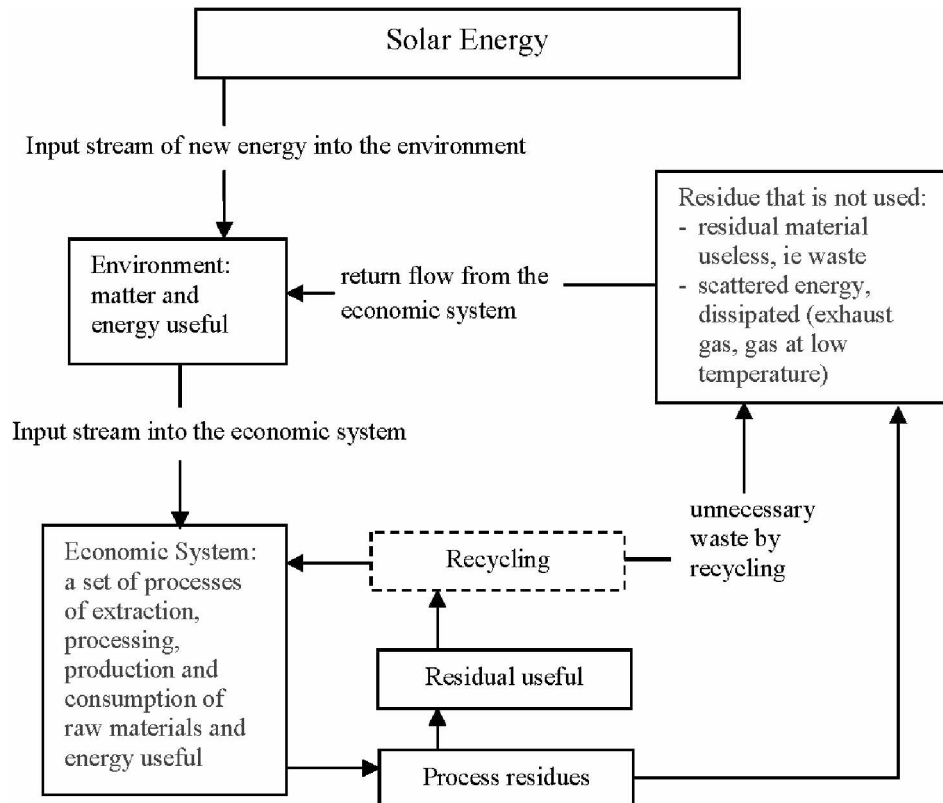 Solar Energy
Input stream of new energy into the environment
Residue that is not used:
- residual material
useless, ie waste
- scattered energy,
dissipated (exhaust
gas, gas at low
temperature)
Environment:
matter and
energy useful
return flow from the
economic system
Input stream into the economic system
unnecessary
waste by
recycling
Economic System:
a set of processes
of extraction,
processing,
production and
consumption of
raw materials and
energy useful
Recycling
Residual useful
Process residues